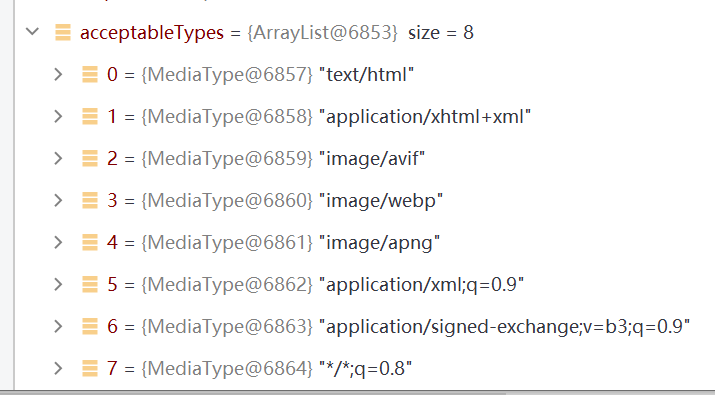 acceptableTypes = {ArrayList@6853} size = 8
0 = {MediaType@6857} "text/html"
1 = {MediaType@6858} "application/xhtml+xml"
2 = {MediaType@6859} "image/avif"
3 = {MediaType@6860} "image/webp"
4 = {MediaType@6861} "image/apng"
5 = {MediaType@6862} "application/xml;q=0.9"
6 = {MediaType@6863} "application/signed-exchange;v=b3;q=0.9"
7 = {MediaType@6864} "*/*;q=0.8"